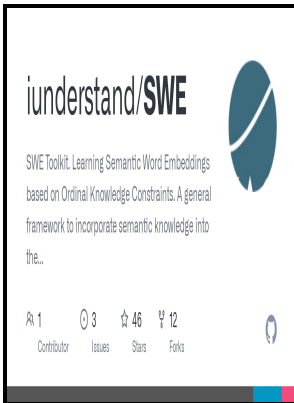 iunderstand/SWE
SWE Toolkit. Learning Semantic Word Embeddings
based on Ordinal Knowledge Constraints. A general
framework to incorporate semantic knowledge into
the...
1 3 46 12
Contributor Issues Stars Forks